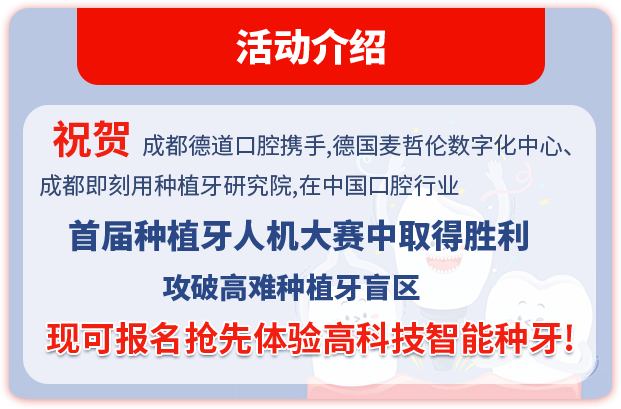 活动介绍
祝贺 成都德道口腔携手,德国麦哲伦数字化中心、
成都即刻用种植牙研究院,在中国口腔行业
首届种植牙人机大赛中取得胜利
攻破高难种植牙盲区
现可报名抢先体验高科技智能种牙!